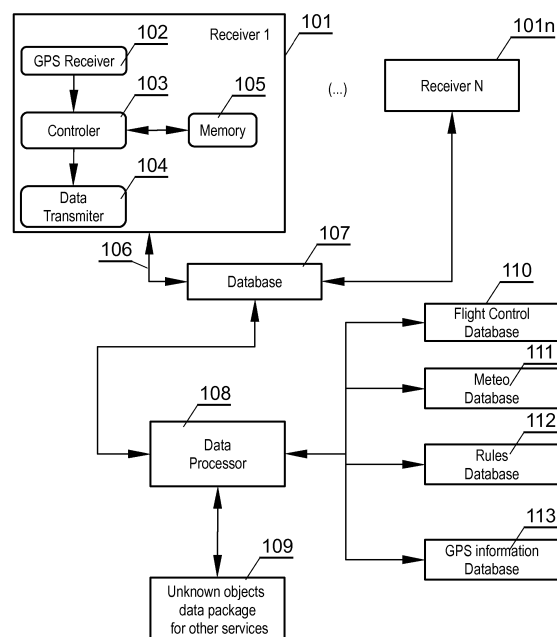 Receiver 1
101
102
GPS Receiver
103
Controler
105
Memory
104
Data
Transmiter
(...)
101n
Receiver N
106
107
Database
108
Data
Processor
110
Flight Control
Database
111
Meteo
Database
112
Rules
Database
113
GPS information
Database
109
Unknown objects
data package
for other services